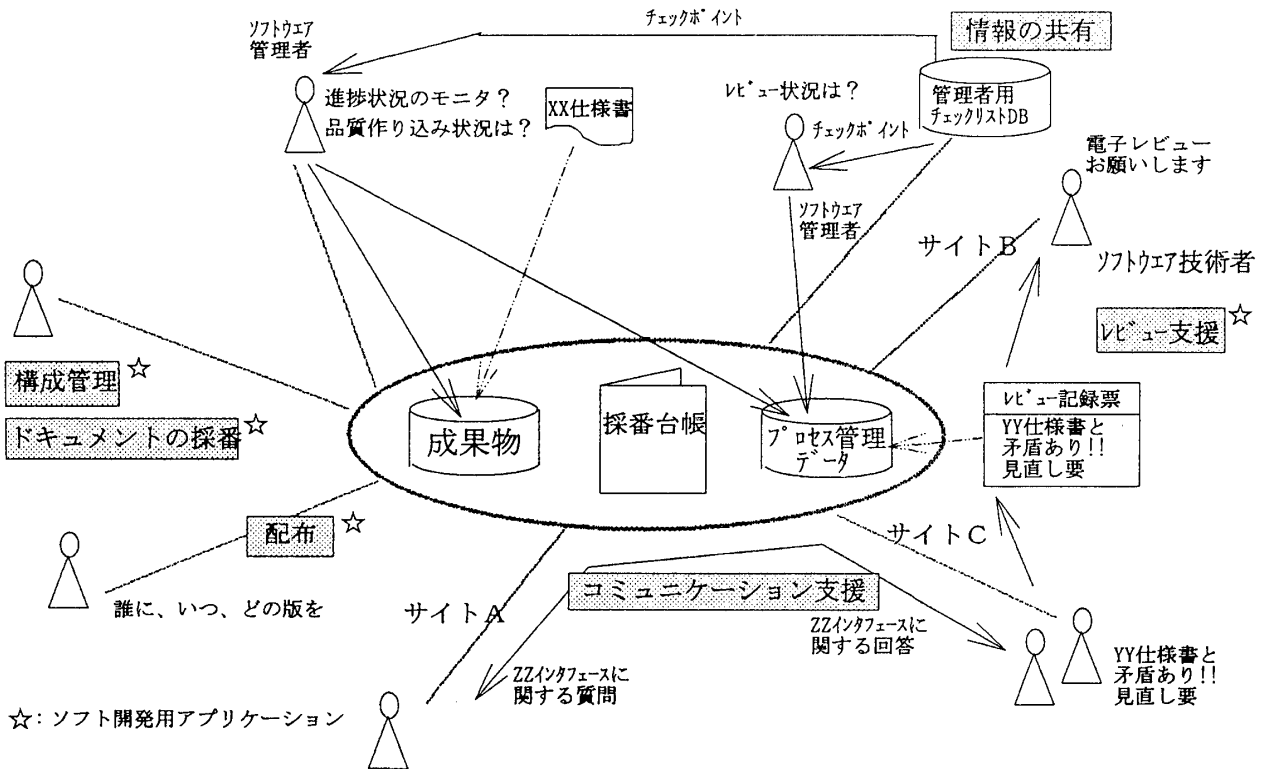 チェックポイント
情報の共有
ソフトウエア
管理者
進捗状況のモニタ?
品質作り込み状況は?
XX仕様書
レビュー状況は?
チェックポイント
管理者用
チェックリストDB
電子レビュー
お願いします
ソフトウエア
管理者
サイトB
ソフトウエア技術者
レビュー支援☆
構成管理☆
ドキュメントの採番☆
成果物
採番台帳
プロセス管理
データ
レビュー記録票
YY仕様書と
矛盾あり!!
見直し要
配布☆
サイトC
誰に、いつ、どの版を
サイトA
コミュニケーション支援
ZZインタフェースに
関する回答
ZZインタフェースに
関する質問
YY仕様書と
矛盾あり!!
見直し要
☆:ソフト開発用アプリケーション